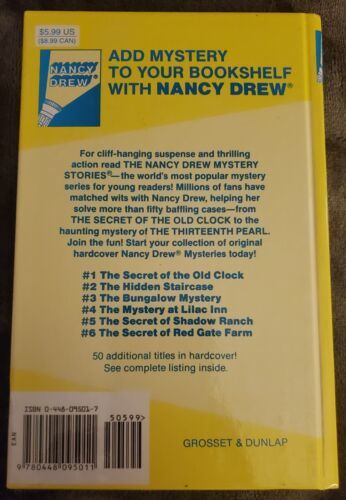 $5.99 US
($8.99 CAN)
NANCY
DREW®
ADD MYSTERY
TO YOUR BOOKSHELF
WITH NANCY DREW®
For cliff-hanging suspense and thrilling
action read THE NANCY DREW MYSTERY
STORIES®—the world's most popular mystery
series for young readers! Millions of fans have
matched wits with Nancy Drew, helping her
solve more than fifty baffling cases—from
THE SECRET OF THE OLD CLOCK to the
haunting mystery of THE THIRTEENTH PEARL.
Join the fun! Start your collection of original
hardcover Nancy Drew® Mysteries today!
#1 The Secret of the Old Clock
#2 The Hidden Staircase
#3 The Bungalow Mystery
#4 The Mystery at Lilac Inn
#5 The Secret of Shadow Ranch
#6 The Secret of Red Gate Farm
50 additional titles in hardcover!
See complete listing inside.
ISBN 0-448-09501-7
50599>
EAN
9 780448 095011
GROSSET & DUNLAP